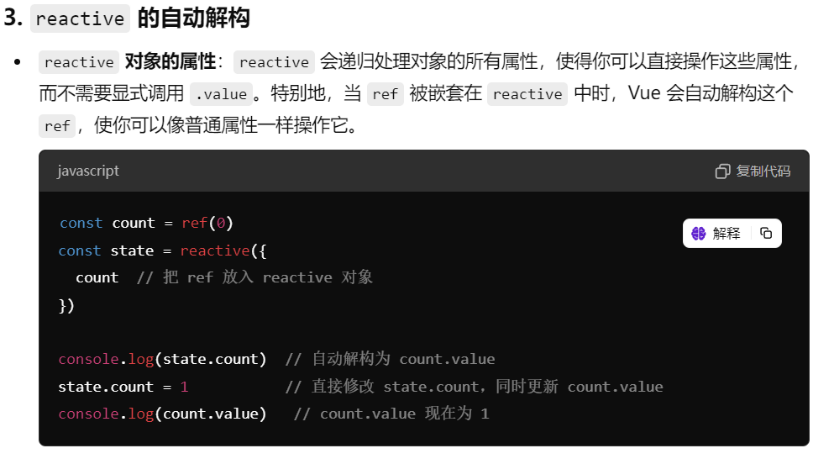 3. reactive 的自动解构
• reactive 对象的属性：reactive 会递归处理对象的所有属性，使得你可以直接操作这些属性，
而不需要显式调用 .value。特别地，当 ref 被嵌套在 reactive 中时，Vue 会自动解构这个
ref，使你可以像普通属性一样操作它。
javascript 复制代码
const count = ref(0)
解释
const state = reactive({
  count  // 把 ref 放入 reactive 对象
})
console.log(state.count)  // 自动解构为 count.value
state.count = 1           // 直接修改 state.count，同时更新 count.value
console.log(count.value)   // count.value 现在为 1